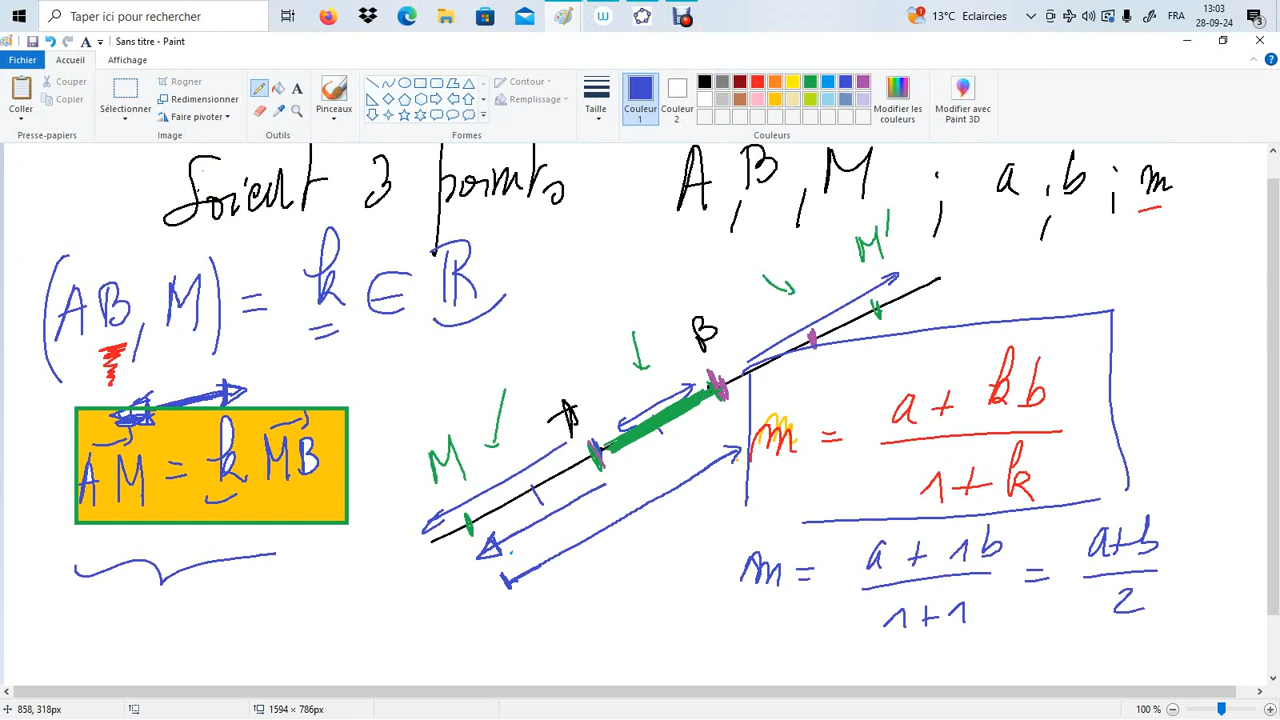 Taper ici pour rechercher
13°C Eclaircies
FRA
13:03
28-09-24
3
Sans titre - Paint
Fichier
Accueil
Affichage
Coller
Couper
Copier
Presse-papiers
Sélectionner
Rogner
Redimensionner
Faire pivoter
Image
A
Outils
Pinceaux
Contour
Remplissage
Formes
Taille
Couleur 1
Couleur 2
Modifier les couleurs
Couleurs
Modifier avec Paint 3D
Soient 3 points A, B, M ; a, b ; m
(AB, M) = k ∈ ℝ
M'
B
A
M
AM = k MB
m = (a + kb)/(1 + k)
m = (a + 1b)/(1+1) = (a+b)/2
858, 318px
1594 × 786px
100 %